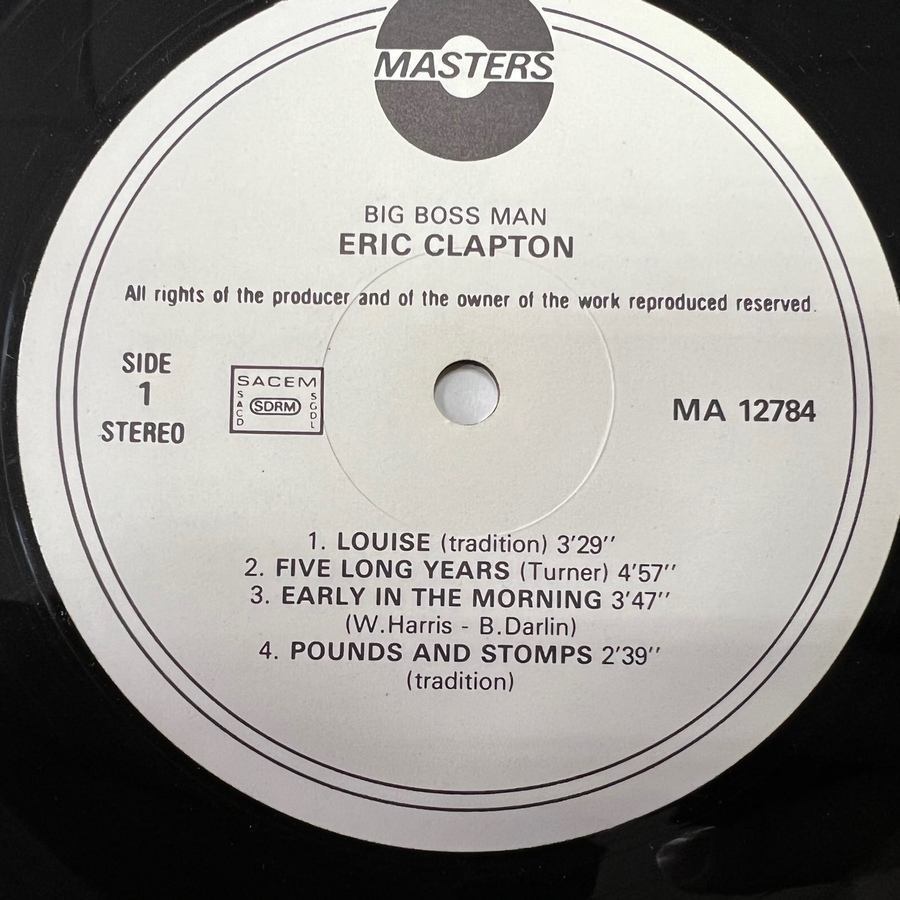 MASTERS
BIG BOSS MAN
ERIC CLAPTON
All rights of the producer and of the owner of the work reproduced reserved.
SIDE
1
STEREO
SACEM
SACD
SDRM
SGDL
MA 12784
1. LOUISE (tradition) 3'29''
2. FIVE LONG YEARS (Turner) 4'57''
3. EARLY IN THE MORNING 3'47''
(W.Harris - B.Darlin)
4. POUNDS AND STOMPS 2'39''
(tradition)